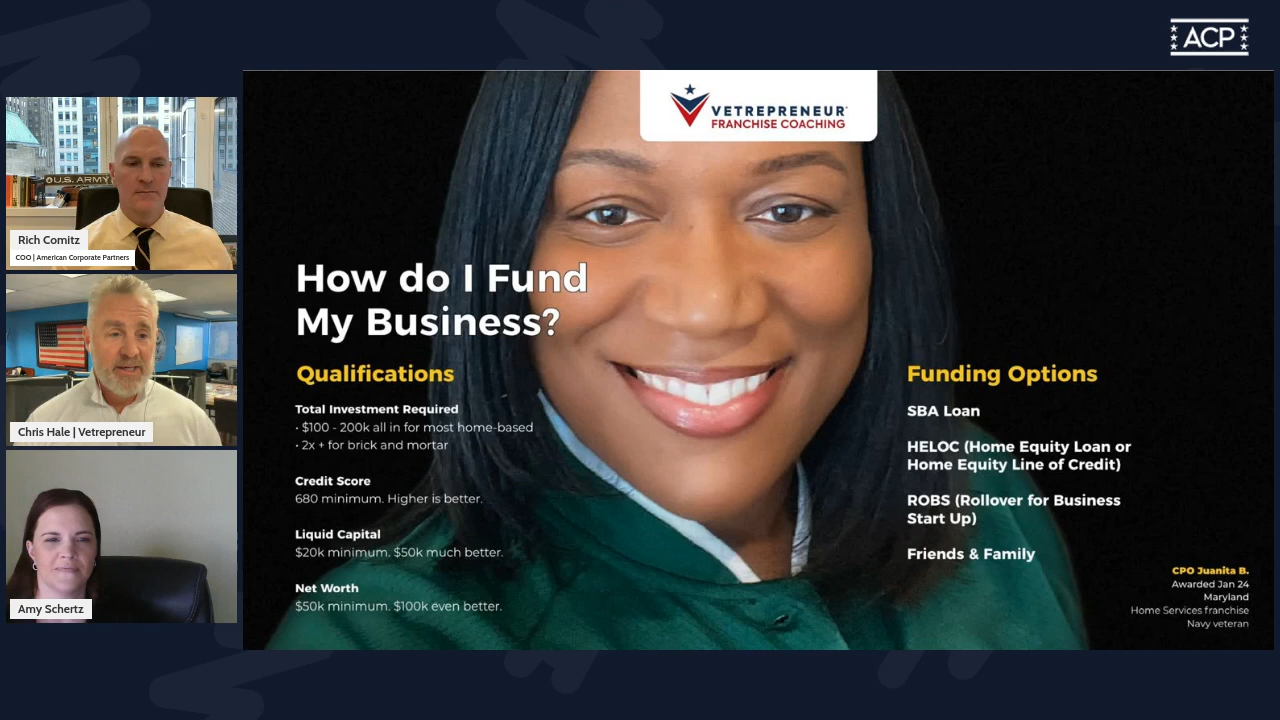 ACP
U.S. ARMY
Rich Comitz
COO | American Corporate Partners
Chris Hale | Vetrepreneur
Amy Schertz
VETREPRENEUR
FRANCHISE COACHING
How do I Fund
My Business?
Qualifications
Total Investment Required
• $100 - 200k all in for most home-based
• 2x + for brick and mortar
Credit Score
680 minimum. Higher is better.
Liquid Capital
$20k minimum. $50k much better.
Net Worth
$50k minimum. $100k even better.
Funding Options
SBA Loan
HELOC (Home Equity Loan or
Home Equity Line of Credit)
ROBS (Rollover for Business
Start Up)
Friends & Family
CPO Juanita B.
Awarded Jan 24
Maryland
Home Services franchise
Navy veteran